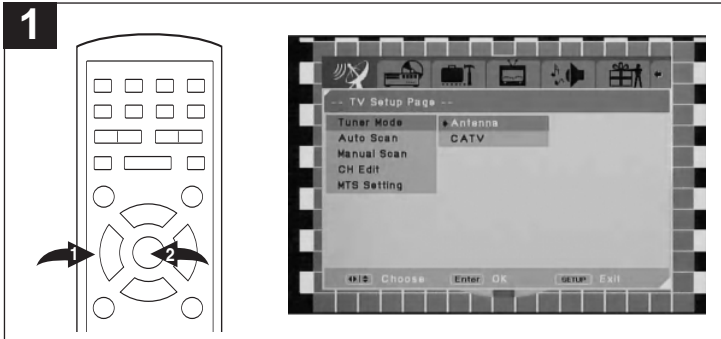 1
1
2
-- TV Setup Page --
Tuner Mode
Antenna
Auto Scan
CATV
Manual Scan
CH Edit
MTS Setting
Choose Enter OK SETUP Exit